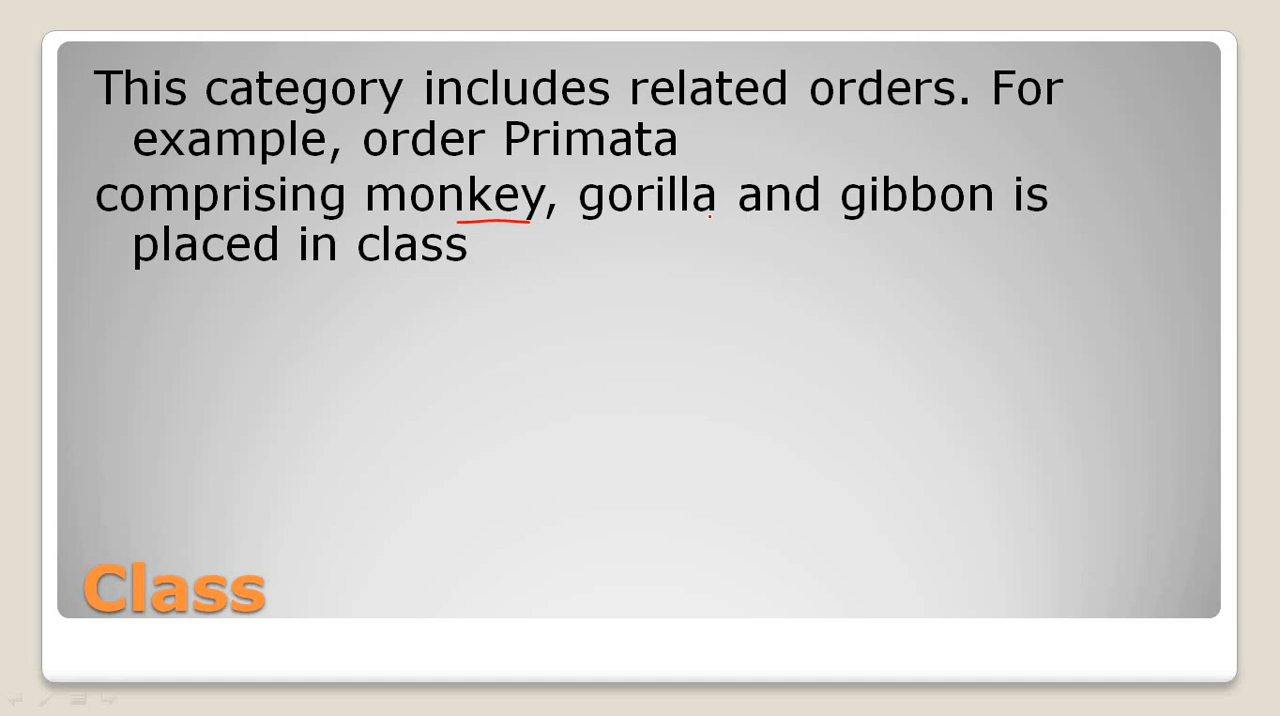 This category includes related orders. For
example, order Primata
comprising monkey, gorilla and gibbon is
placed in class
Class